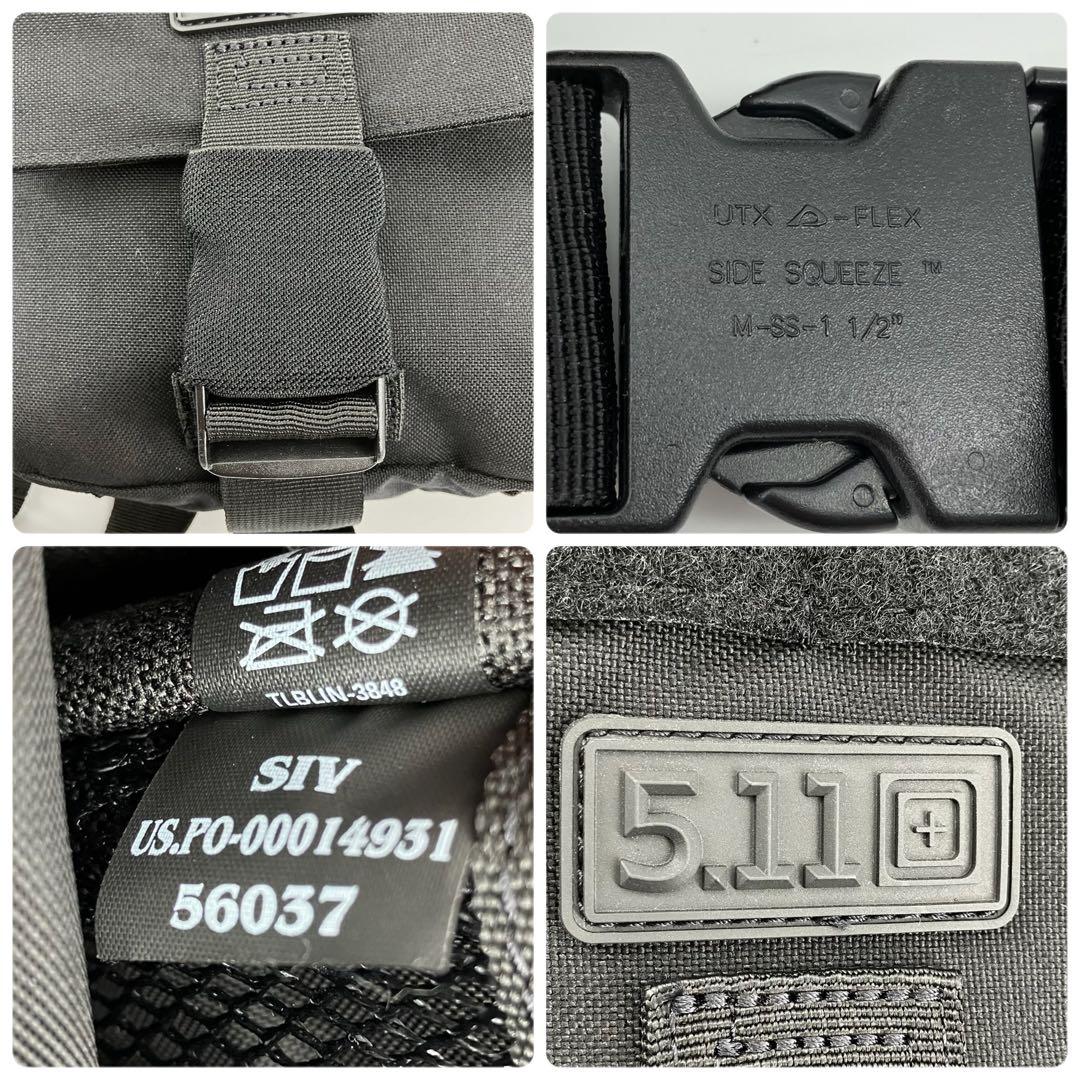 UTX -FLEX
SIDE SQUEEZE ™
M-SS-1 1/2"
TLBLIN-3848
SIV
US.PO-00014931
56037
5.11